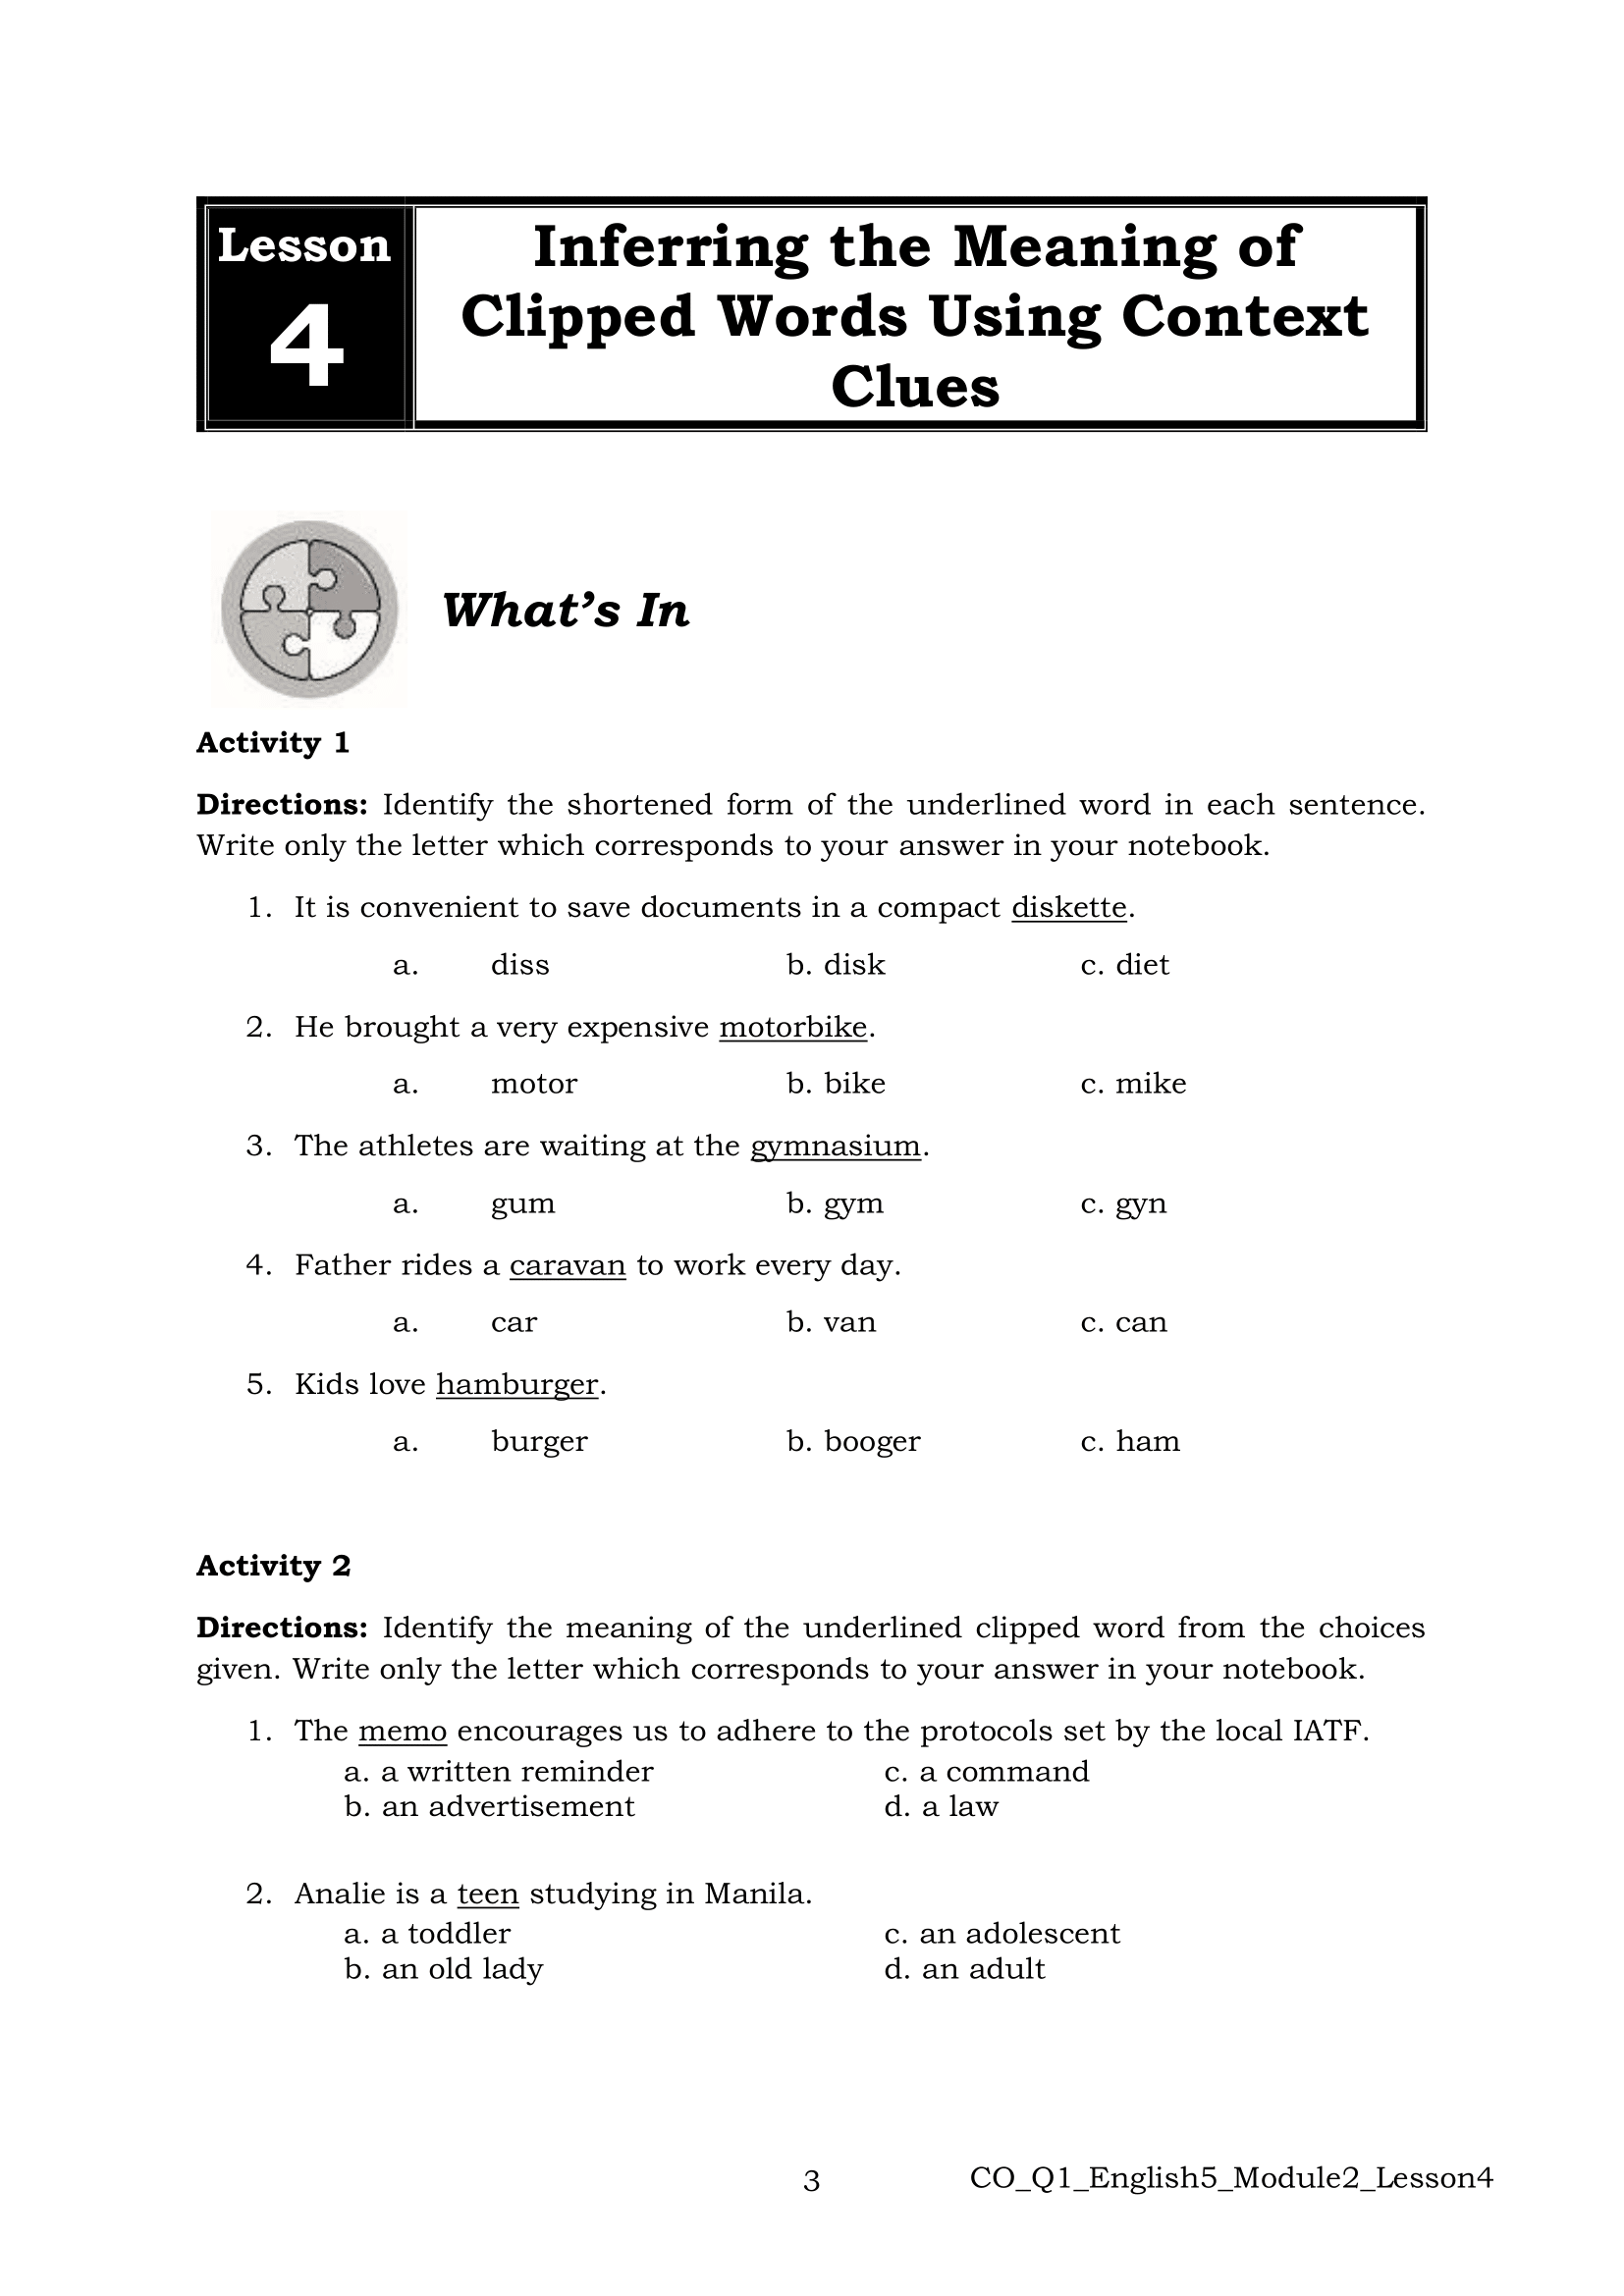 Lesson
4
Inferring the Meaning of
Clipped Words Using Context
Clues
What's In
Activity 1
Directions: Identify the shortened form of the underlined word in each sentence.
Write only the letter which corresponds to your answer in your notebook.
1. It is convenient to save documents in a compact diskette.
a. diss b. disk c. diet
2. He brought a very expensive motorbike.
a. motor b. bike c. mike
3. The athletes are waiting at the gymnasium.
a. gum b. gym c. gyn
4. Father rides a caravan to work every day.
a. car b. van c. can
5. Kids love hamburger.
a. burger b. booger c. ham
Activity 2
Directions: Identify the meaning of the underlined clipped word from the choices
given. Write only the letter which corresponds to your answer in your notebook.
1. The memo encourages us to adhere to the protocols set by the local IATF.
a. a written reminder c. a command
b. an advertisement d. a law
2. Analie is a teen studying in Manila.
a. a toddler c. an adolescent
b. an old lady d. an adult
3 CO_Q1_English5_Module2_Lesson4